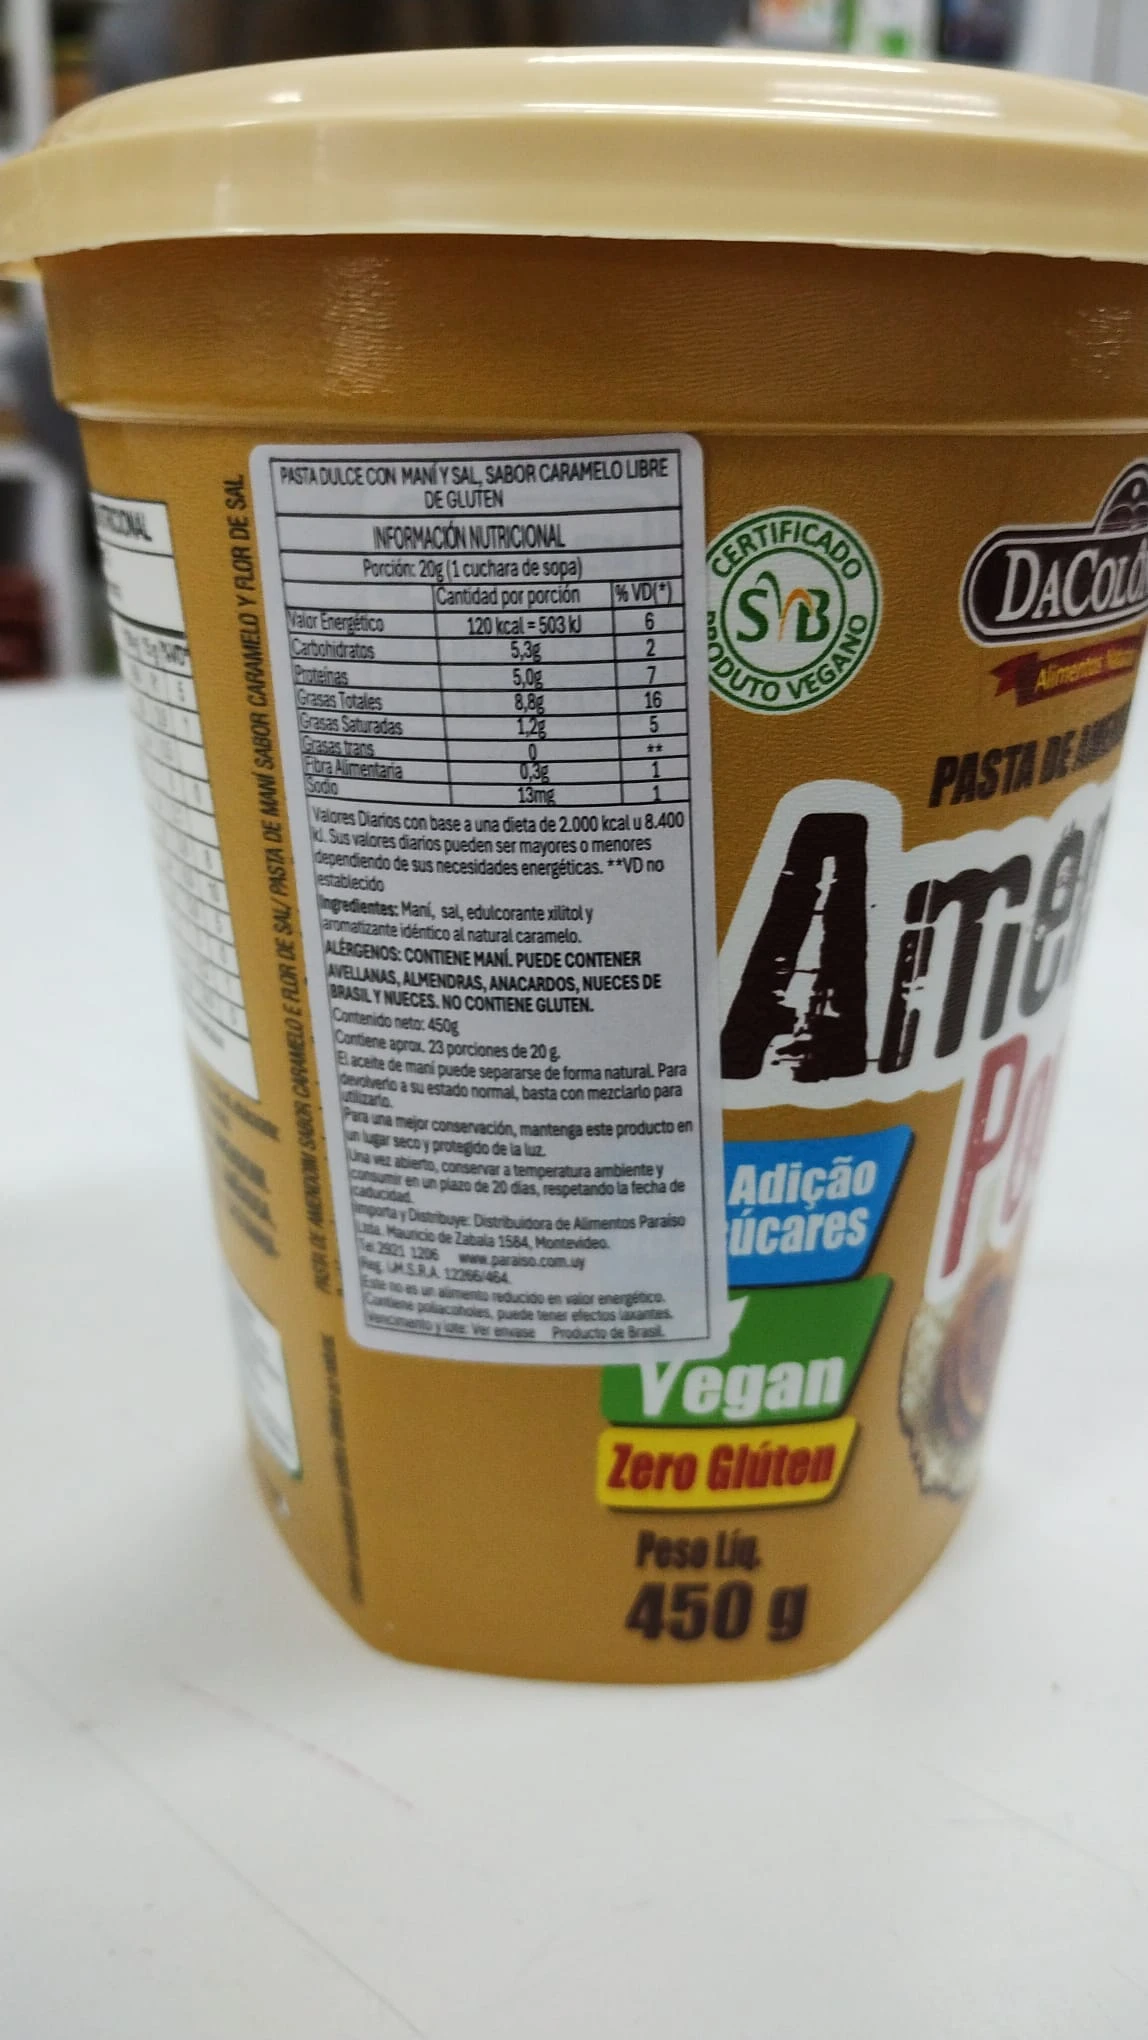 PASTA DULCE CON MANÍ Y SAL, SABOR CARAMELO LIBRE
DE GLUTEN
INFORMACIÓN NUTRICIONAL
Porción: 20g (1 cuchara de sopa)
Cantidad por porción % VD(*)
Valor Energético 120 kcal = 503 kJ 6
Carbohidratos 5,3g 2
Proteínas 5,0g 7
Grasas Totales 8,8g 16
Grasas Saturadas 1,2g 5
Grasas trans 0 **
Fibra Alimentaria 0,3g 1
Sodio 13mg 1
Valores Diarios con base a una dieta de 2.000 kcal u 8.400
kJ. Sus valores diarios pueden ser mayores o menores
dependiendo de sus necesidades energéticas. **VD no
establecido
Ingredientes: Maní, sal, edulcorante xilitol y
aromatizante idéntico al natural caramelo.
ALÉRGENOS: CONTIENE MANÍ. PUEDE CONTENER
AVELLANAS, ALMENDRAS, ANACARDOS, NUECES DE
BRASIL Y NUECES. NO CONTIENE GLUTEN.
Contenido neto: 450g
Contiene aprox. 23 porciones de 20 g.
El aceite de maní puede separarse de forma natural. Para
devolverlo a su estado normal, basta con mezclarlo para
utilizarlo.
Para una mejor conservación, mantenga este producto en
un lugar seco y protegido de la luz.
Una vez abierto, conservar a temperatura ambiente y
consumir en un plazo de 20 días, respetando la fecha de
caducidad.
Importa y Distribuye: Distribuidora de Alimentos Paraíso
Ltda. Mauricio de Zabala 1584, Montevideo.
Tel 2921 1206 www.paraiso.com.uy
Reg. I.M.S.R.A. 12266/464.
Este no es un alimento reducido en valor energético.
Contiene poliacoholes, puede tener efectos laxantes.
Vencimiento y lote: Ver envase Producto de Brasil.
PASTA DE AMENDOIM SABOR CARAMELO E FLOR DE SAL/ PASTA DE MANÍ SABOR CARAMELO Y FLOR DE SAL
CERTIFICADO
SVB
PRODUTO VEGANO
DACOLO
Alimentos
PASTA DE
Amen
Po
Adição
úcares
Vegan
Zero Glúten
Peso Líq.
450 g